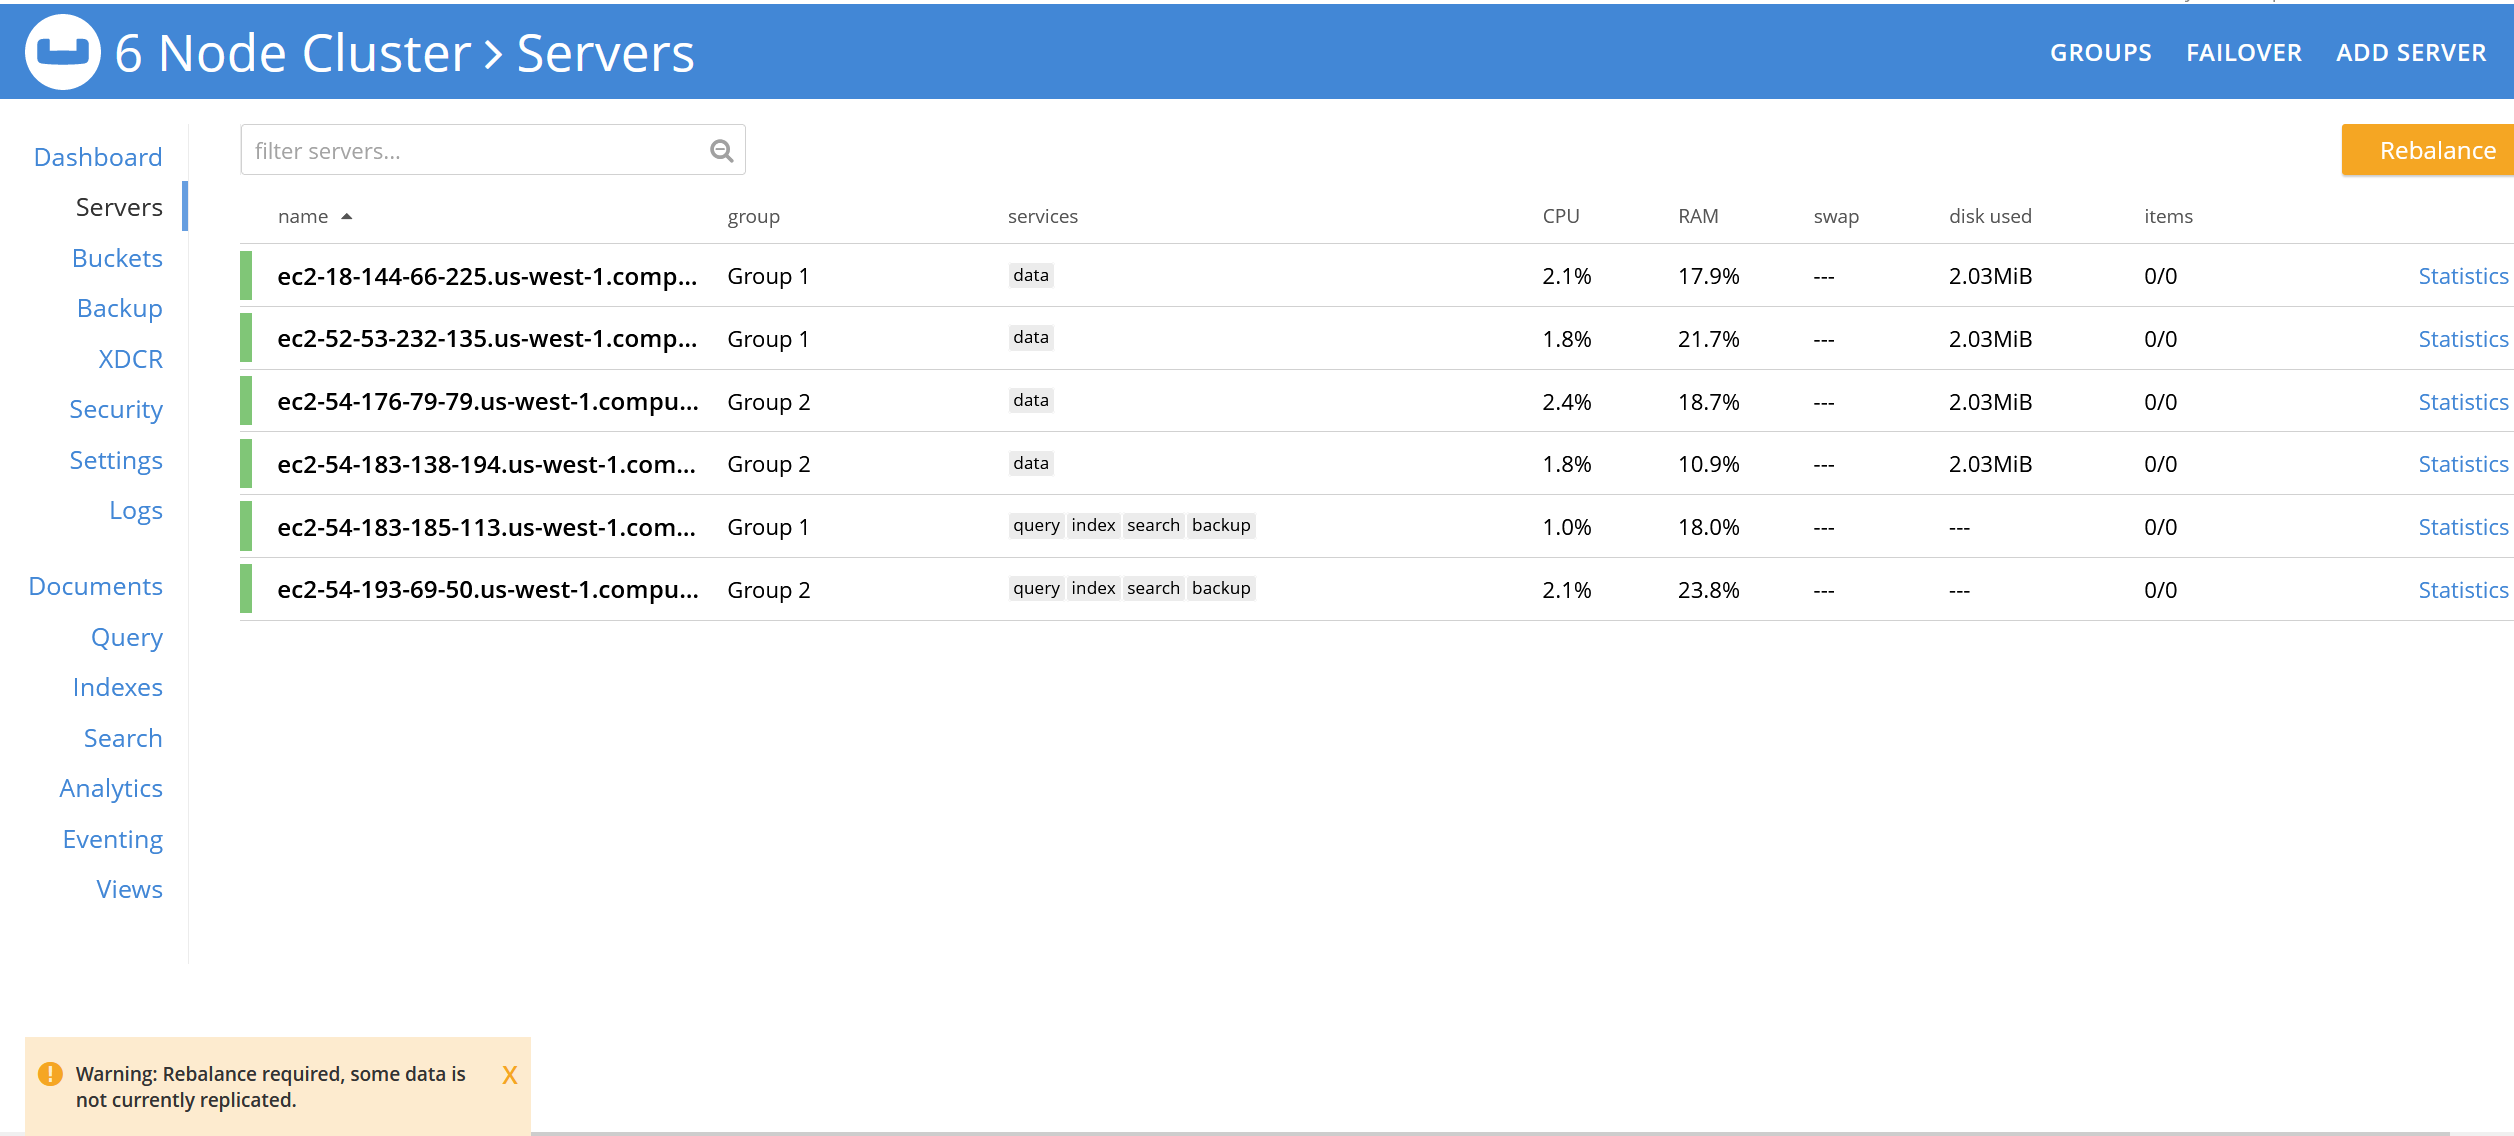 6 Node Cluster > Servers
GROUPS FAILOVER ADD SERVER
Dashboard
Servers
Buckets
Backup
XDCR
Security
Settings
Logs
Documents
Query
Indexes
Search
Analytics
Eventing
Views
filter servers...
Rebalance
name group services CPU RAM swap disk used items
ec2-18-144-66-225.us-west-1.comp... Group 1 data 2.1% 17.9% --- 2.03MiB 0/0 Statistics
ec2-52-53-232-135.us-west-1.comp... Group 1 data 1.8% 21.7% --- 2.03MiB 0/0 Statistics
ec2-54-176-79-79.us-west-1.compu... Group 2 data 2.4% 18.7% --- 2.03MiB 0/0 Statistics
ec2-54-183-138-194.us-west-1.com... Group 2 data 1.8% 10.9% --- 2.03MiB 0/0 Statistics
ec2-54-183-185-113.us-west-1.com... Group 1 query index search backup 1.0% 18.0% --- --- 0/0 Statistics
ec2-54-193-69-50.us-west-1.compu... Group 2 query index search backup 2.1% 23.8% --- --- 0/0 Statistics
Warning: Rebalance required, some data is X
not currently replicated.